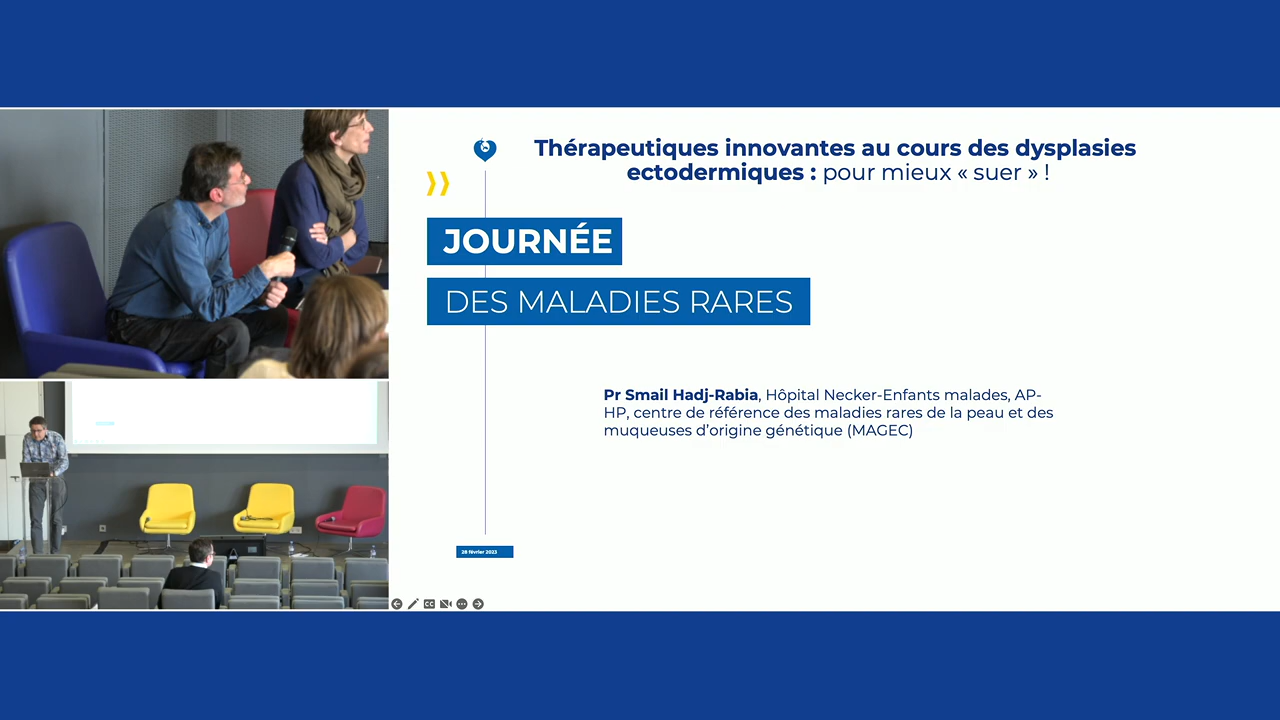 Thérapeutiques innovantes au cours des dysplasies
ectodermiques : pour mieux « suer » !
JOURNÉE
DES MALADIES RARES
Pr Smail Hadj-Rabia, Hôpital Necker-Enfants malades, AP-
HP, centre de référence des maladies rares de la peau et des
muqueuses d'origine génétique (MAGEC)
28 février 2023
CC